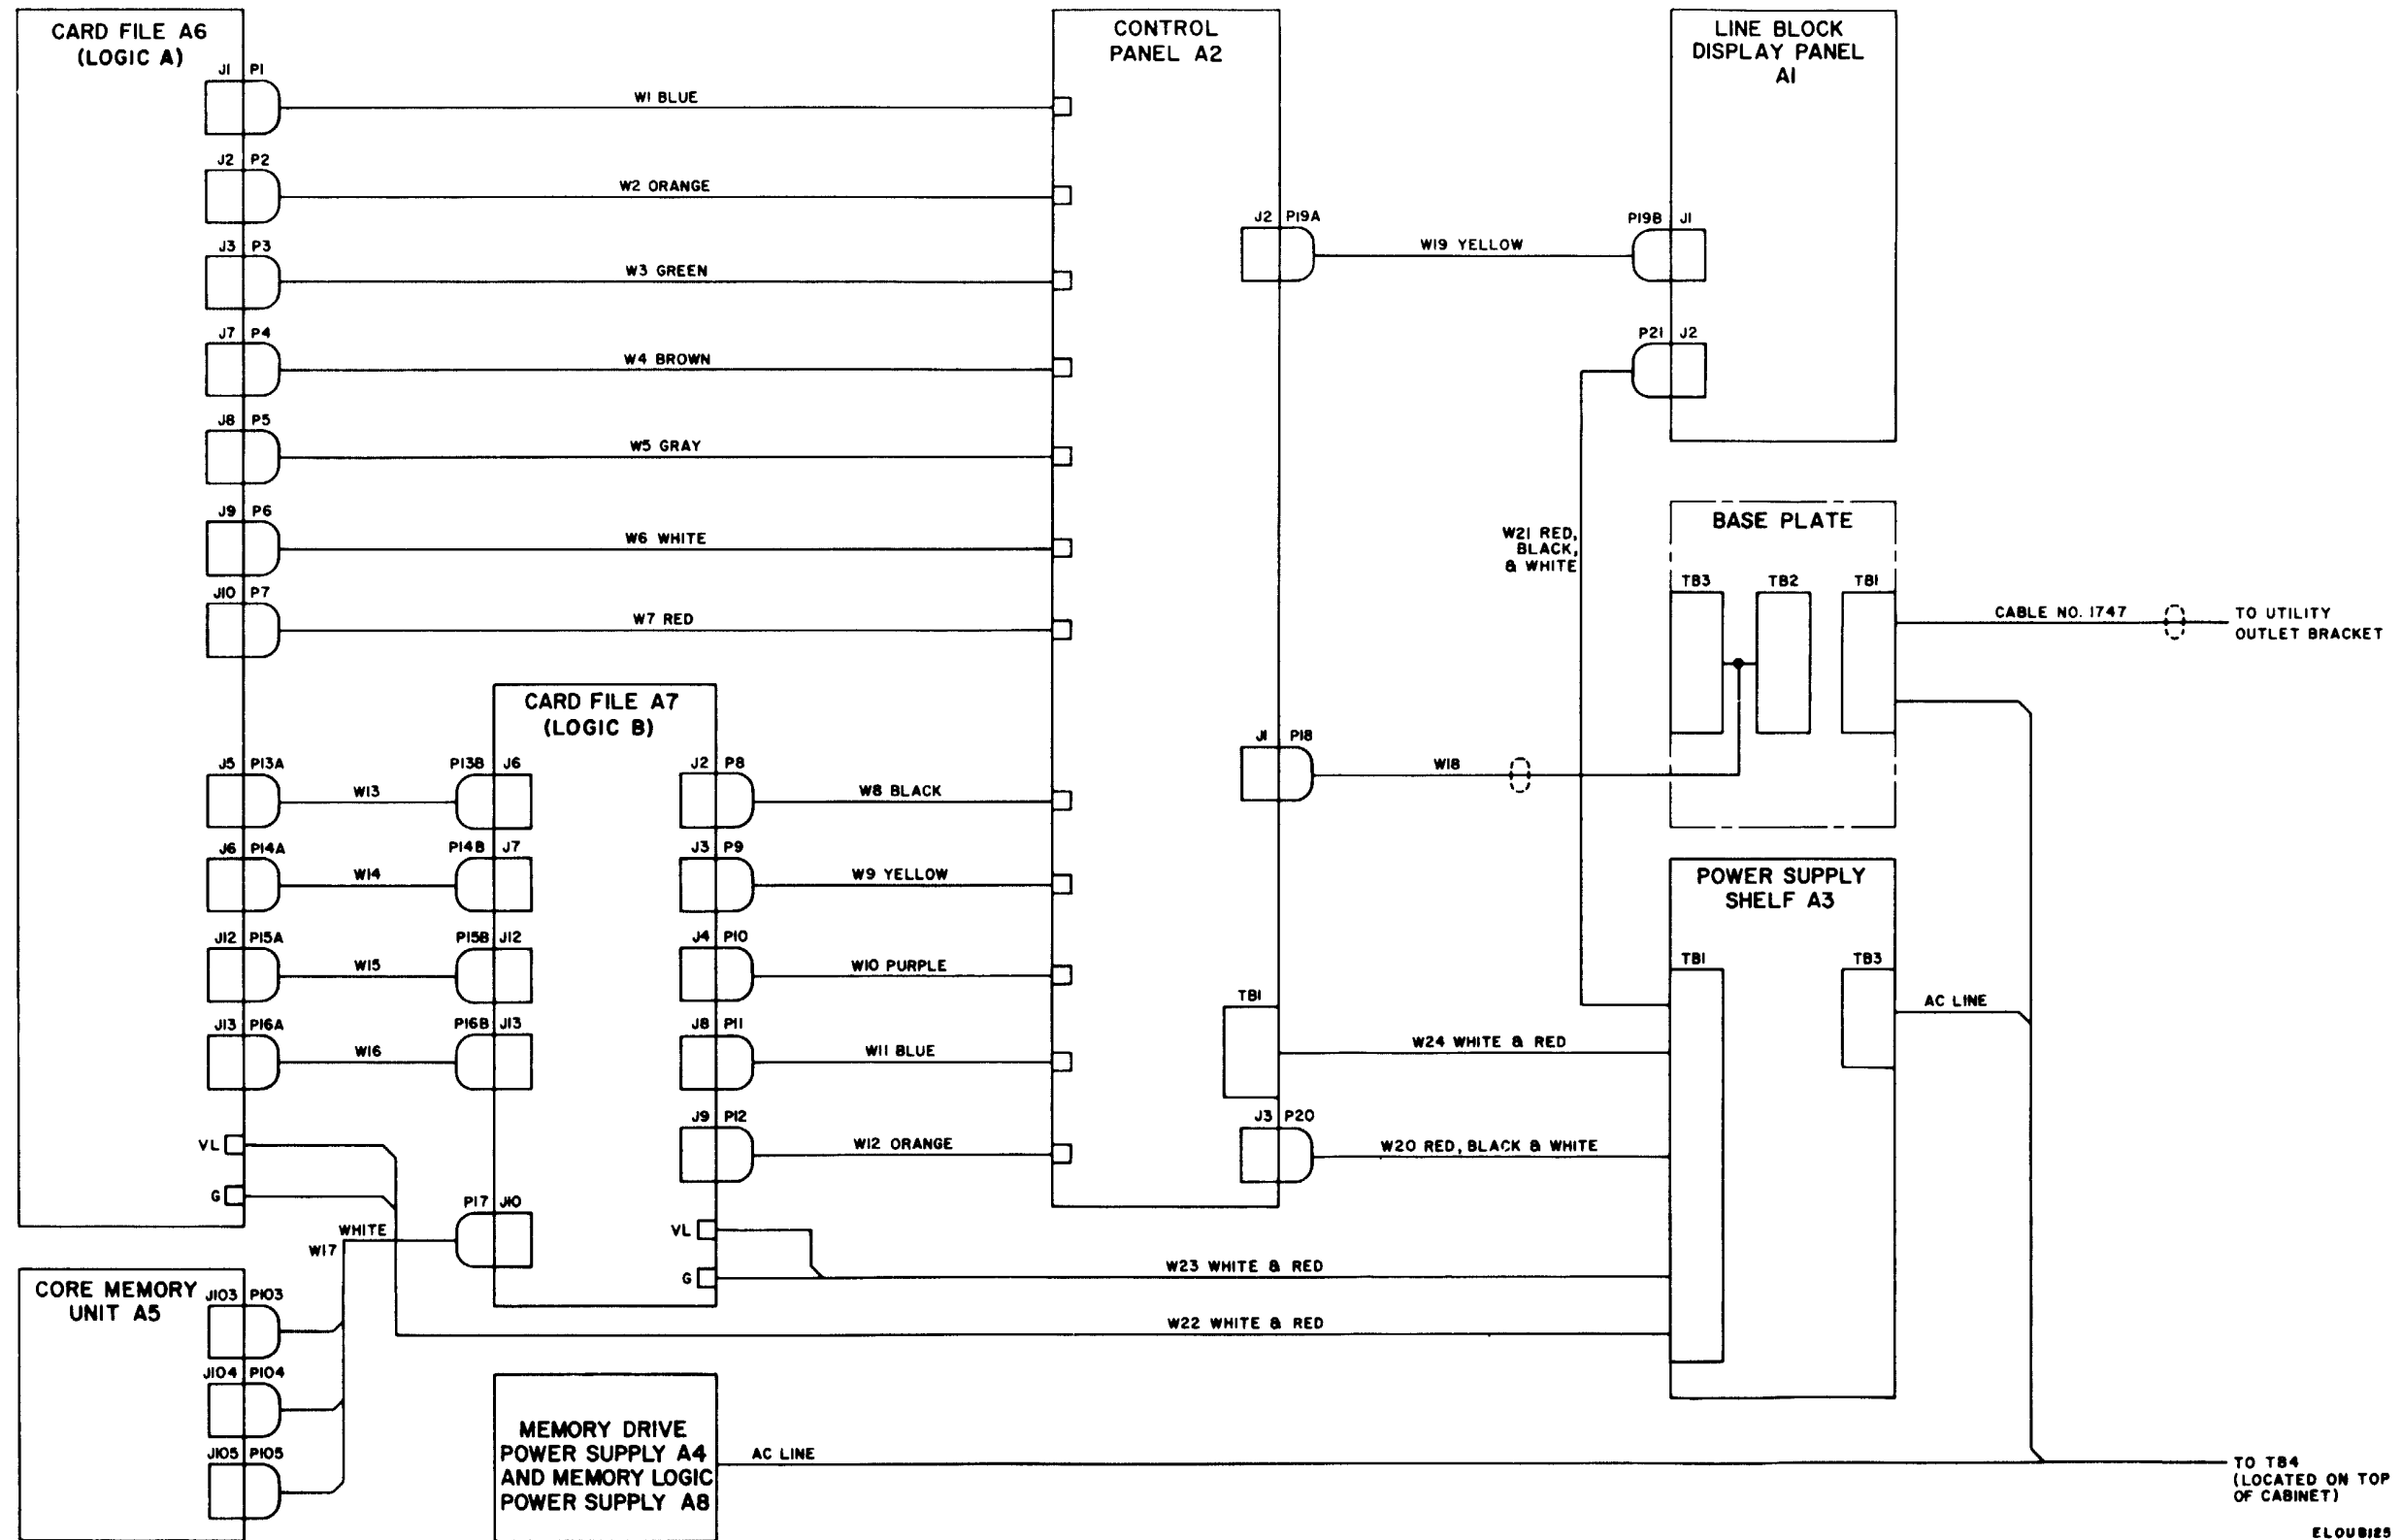 CARD FILE A6
(LOGIC A)
J1 P1
W1 BLUE
J2 P2
W2 ORANGE
J3 P3
W3 GREEN
J7 P4
W4 BROWN
J8 P5
W5 GRAY
J9 P6
W6 WHITE
J10 P7
W7 RED
J5 P13A
W13
P13B J6
J6 P14A
W14
P14B J7
J12 P15A
W15
P15B J12
J13 P16A
W16
P16B J13
VL
G
CARD FILE A7
(LOGIC B)
J2 P8
W8 BLACK
J3 P9
W9 YELLOW
J4 P10
W10 PURPLE
J8 P11
W11 BLUE
J9 P12
W12 ORANGE
P17 J10
WHITE
W17
VL
G
W23 WHITE & RED
W22 WHITE & RED
CORE MEMORY
UNIT A5
J103 P103
J104 P104
J105 P105
MEMORY DRIVE
POWER SUPPLY A4
AND MEMORY LOGIC
POWER SUPPLY A8
AC LINE
CONTROL
PANEL A2
J2 P19A
W19 YELLOW
P19B J1
J1 P18
W18
TB1
W24 WHITE & RED
J3 P20
W20 RED, BLACK & WHITE
LINE BLOCK
DISPLAY PANEL
A1
P21 J2
W21 RED,
BLACK,
& WHITE
BASE PLATE
TB3 TB2 TB1
CABLE NO. 1747
TO UTILITY
OUTLET BRACKET
POWER SUPPLY
SHELF A3
TB1
TB3
AC LINE
TO TB4
(LOCATED ON TOP
OF CABINET)
ELOUB125